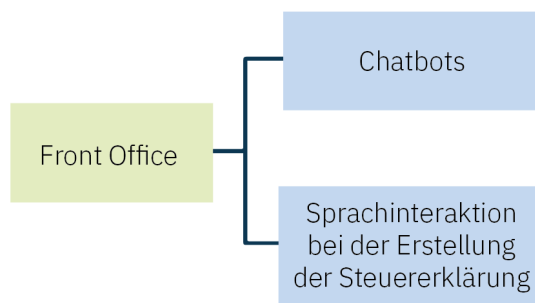 Chatbots
Front Office
Sprachinteraktion
bei der Erstellung
der Steuererklärung